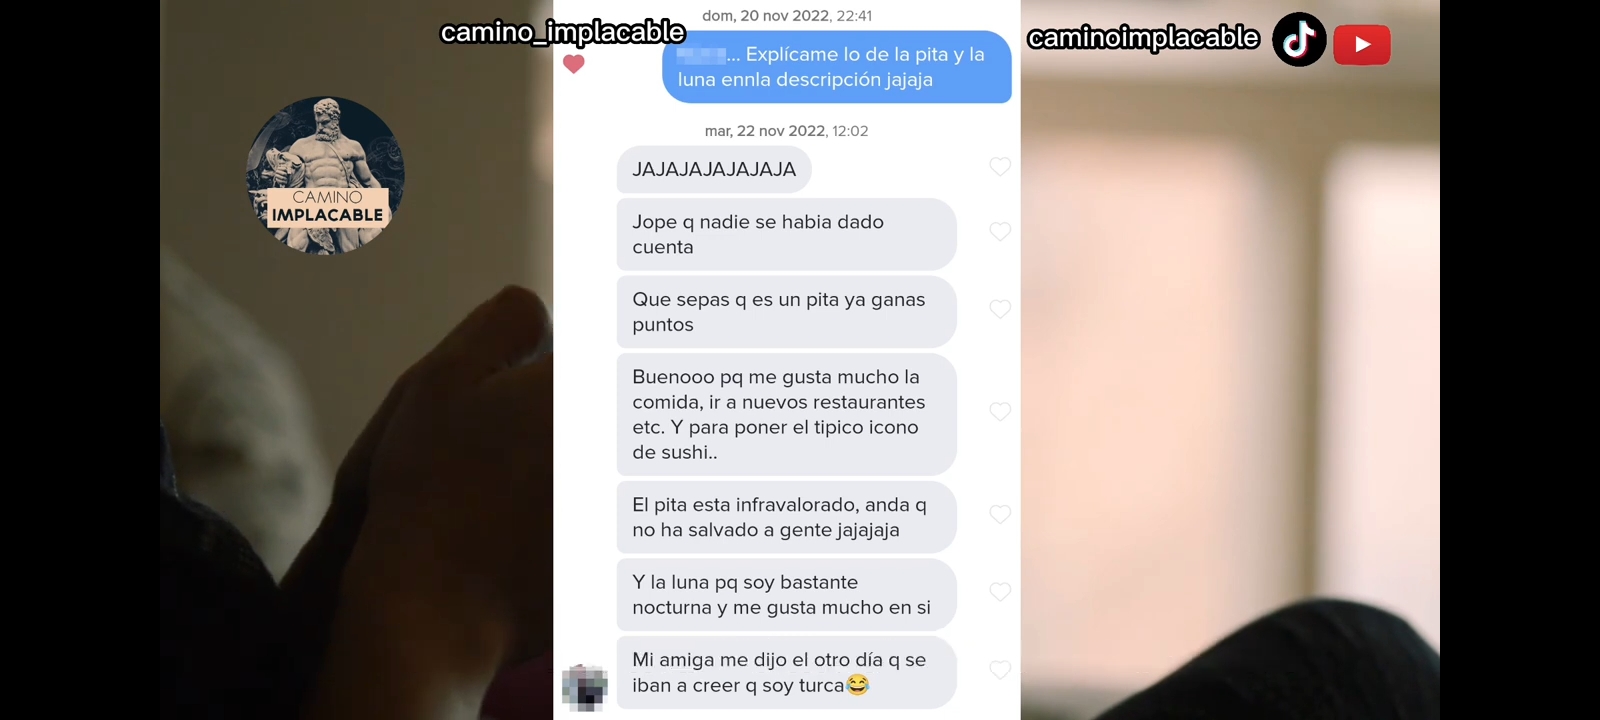 camino_implacable
caminoimplacable
CAMINO
IMPLACABLE
dom, 20 nov 2022, 22:41
... Explícame lo de la pita y la
luna ennla descripción jajaja
mar, 22 nov 2022, 12:02
JAJAJAJAJAJAJA
Jope q nadie se habia dado
cuenta
Que sepas q es un pita ya ganas
puntos
Buenooo pq me gusta mucho la
comida, ir a nuevos restaurantes
etc. Y para poner el tipico icono
de sushi..
El pita esta infravalorado, anda q
no ha salvado a gente jajajaja
Y la luna pq soy bastante
nocturna y me gusta mucho en si
Mi amiga me dijo el otro día q se
iban a creer q soy turca😂